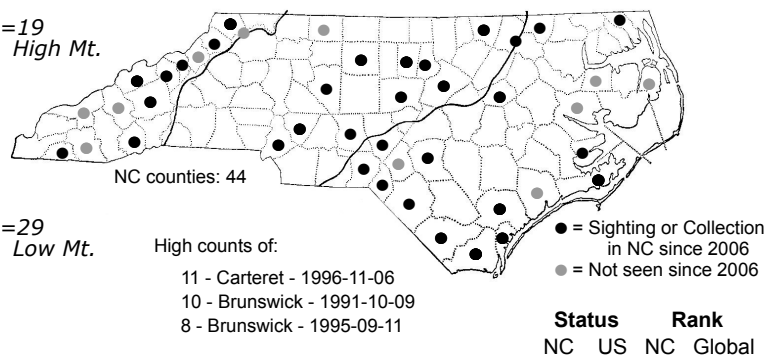 =19
High Mt.
NC counties: 44
=29
Low Mt.
High counts of:
11 - Carteret - 1996-11-06
10 - Brunswick - 1991-10-09
8 - Brunswick - 1995-09-11
● = Sighting or Collection
in NC since 2006
● = Not seen since 2006
Status Rank
NC US NC Global